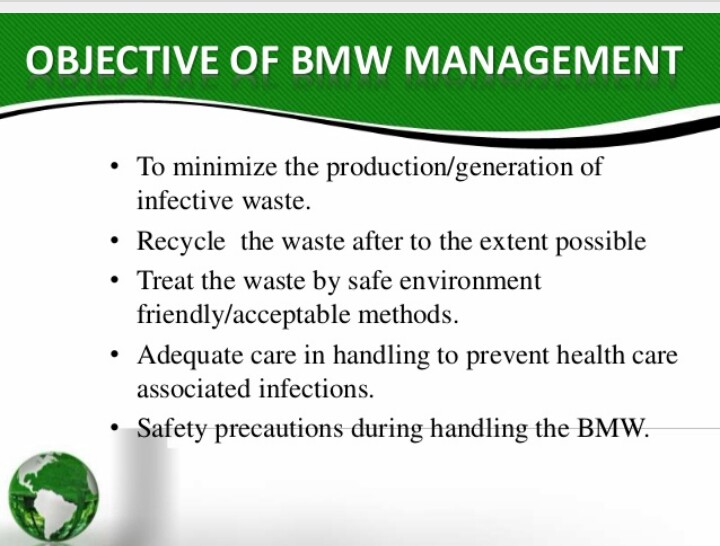 OBJECTIVE OF BMW MANAGEMENT
• To minimize the production/generation of
infective waste.
• Recycle  the waste after to the extent possible
• Treat the waste by safe environment
friendly/acceptable methods.
• Adequate care in handling to prevent health care
associated infections.
• Safety precautions during handling the BMW.